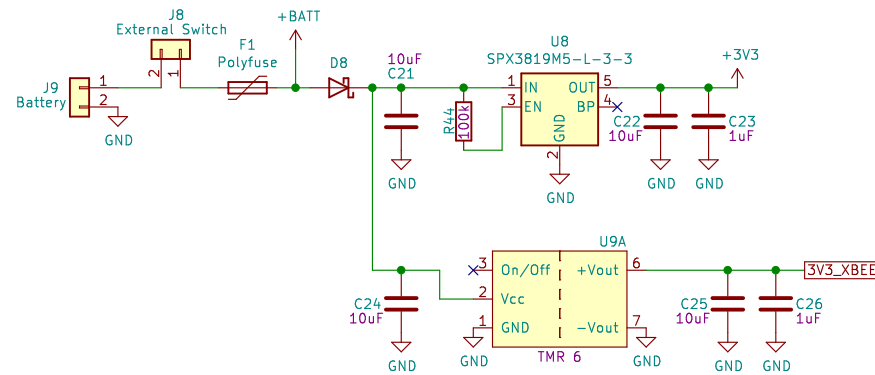 J8
External Switch
2
1
F1
Polyfuse
+BATT
D8
10uF
C21
J9
Battery
1
2
GND
GND
R44
100k
U8
SPX3819M5-L-3-3
1
IN
OUT
5
3
EN
BP
4
GND
2
GND
+3V3
C22
10uF
GND
C23
1uF
GND
U9A
3
On/Off
+Vout
6
2
Vcc
1
GND
-Vout
7
TMR 6
GND
GND
C24
10uF
GND
C25
10uF
GND
C26
1uF
GND
3V3_XBEE